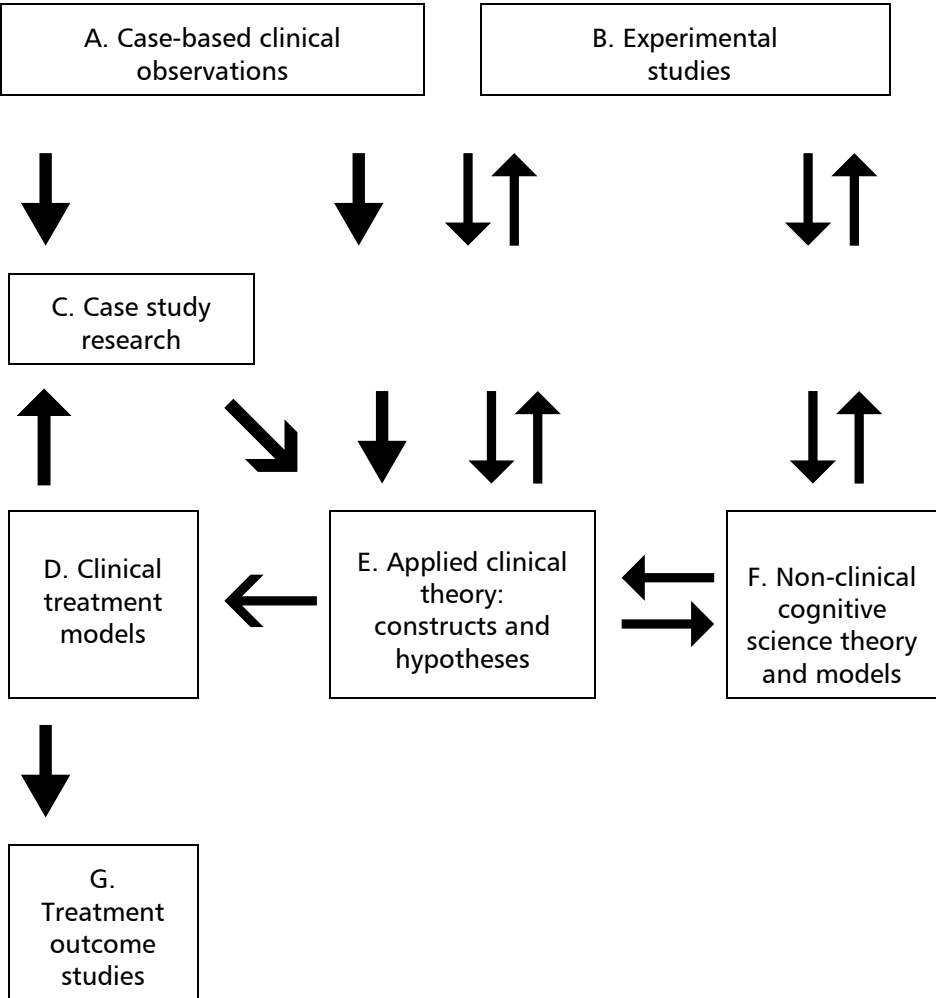 A. Case-based clinical
observations
B. Experimental
studies
C. Case study
research
D. Clinical
treatment
models
E. Applied clinical
theory:
constructs and
hypotheses
F. Non-clinical
cognitive
science theory
and models
G.
Treatment
outcome
studies